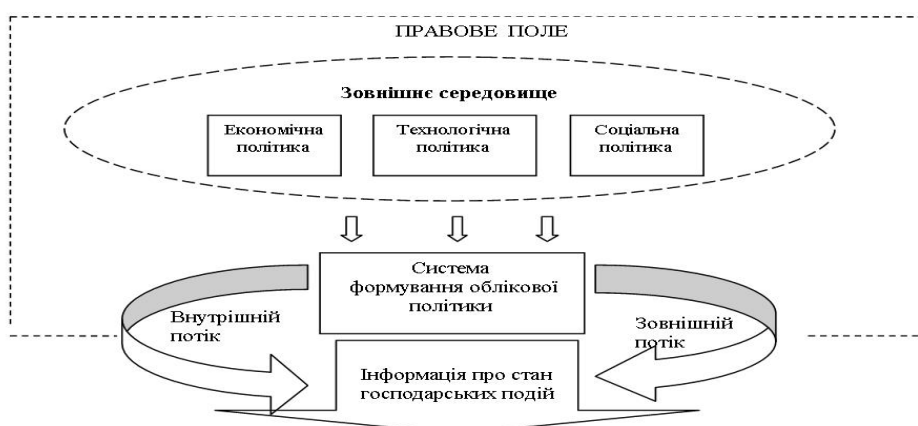 ПРАВОВЕ ПОЛЕ
Зовнішнє середовище
Економічна
політика
Технологічна
політика
Соціальна
політика
Система
формування облікової
політики
Внутрішній
потік
Зовнішній
потік
Інформація про стан
господарських подій